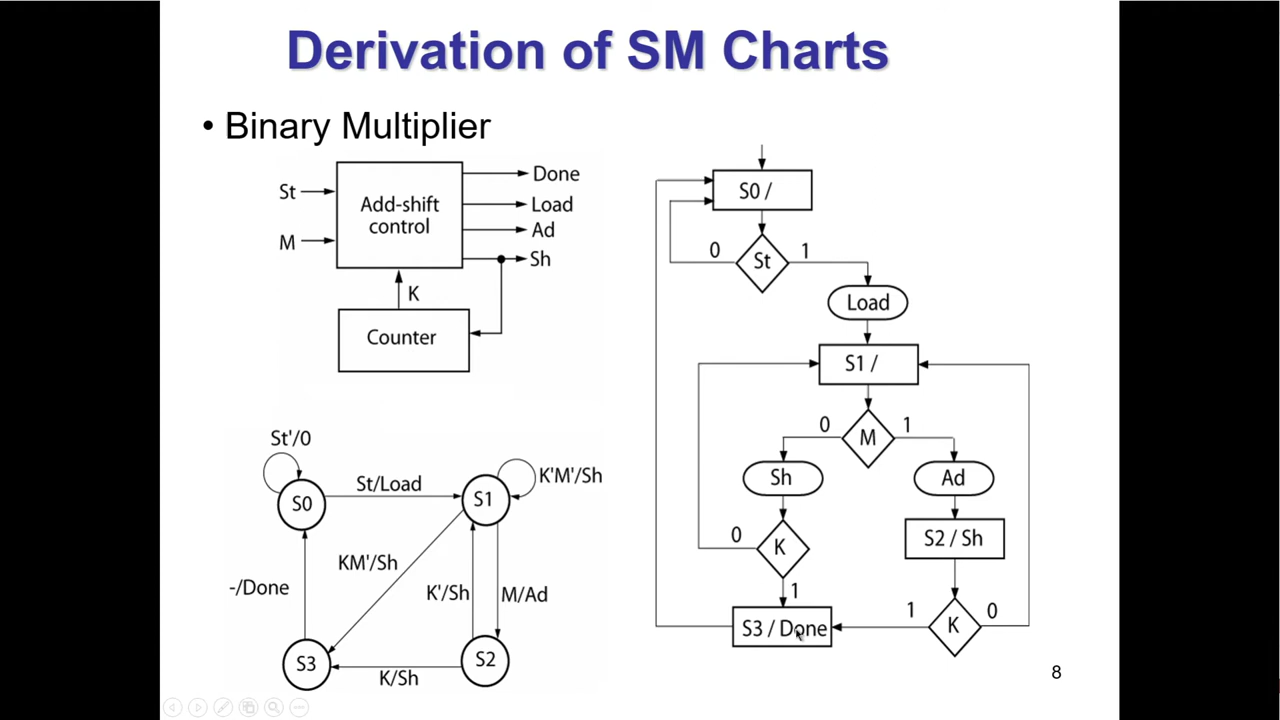 Derivation of SM Charts
• Binary Multiplier
St
M
Add-shift
control
Done
Load
Ad
Sh
K
Counter
St'/0
S0
St/Load
S1
K'M'/Sh
KM'/Sh
K'/Sh
M/Ad
-/Done
S3
K/Sh
S2
S0 /
0
St
1
Load
S1 /
0
M
1
Sh
Ad
0
K
S2 / Sh
1
S3 / Done
1
K
0
8